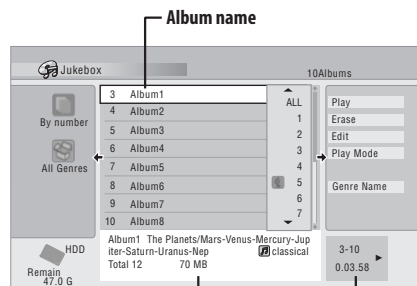 Album name
Jukebox
10Albums
By number
All Genres
3 Album1
4 Album2
5 Album3
6 Album4
7 Album5
8 Album6
9 Album7
10 Album8
ALL
1
2
3
4
5
6
7
Play
Erase
Edit
Play Mode
Genre Name
HDD
Remain
47.0 G
Album1 The Planets/Mars-Venus-Mercury-Jup
iter-Saturn-Uranus-Nep classical
Total 12 70 MB
3-10
0.03.58